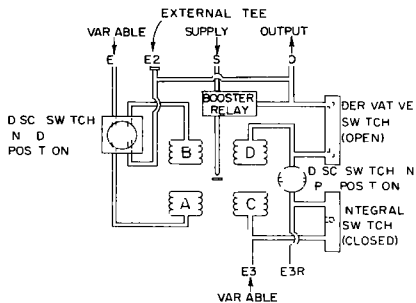 EXTERNAL TEE
VAR ABLE
SUPPLY
OUTPUT
E
E2
S
O
BOOSTER
RELAY
DER VAT VE
SW TCH
(OPEN)
D SC SW TCH
N D
POS T ON
B
D
D SC SW TCH N
P POS T ON
A
C
NTEGRAL
SW TCH
(CLOSED)
E3
E3R
VAR ABLE